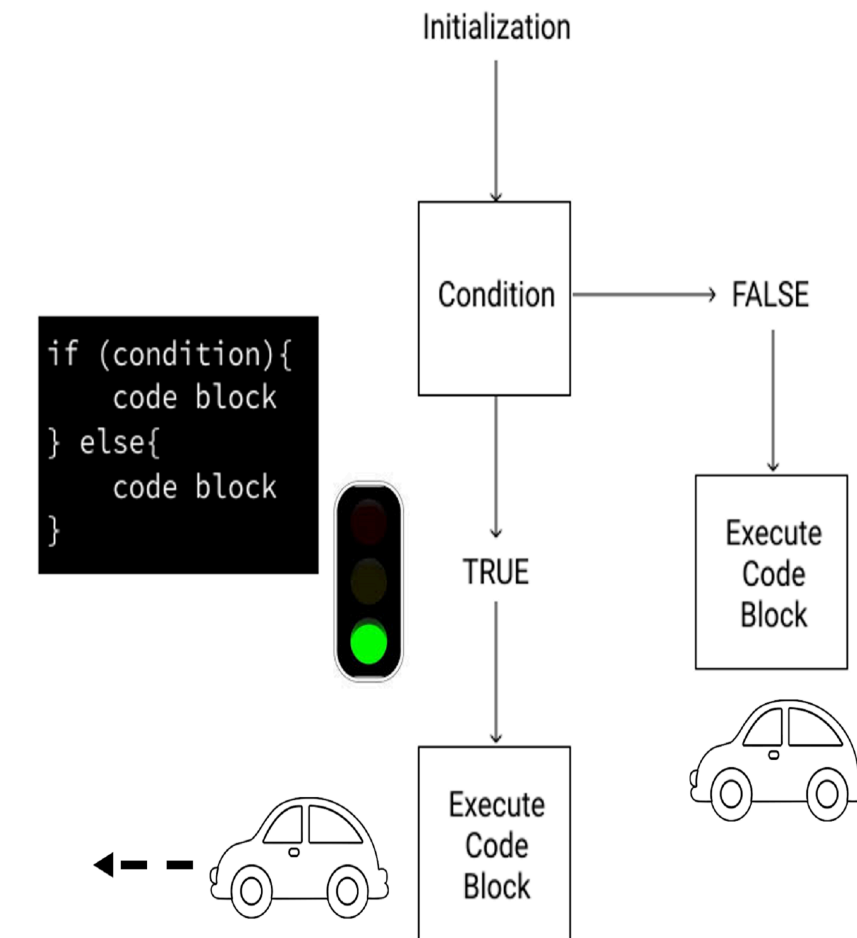 Initialization
Condition
FALSE
if (condition){
    code block
} else{
    code block
}
TRUE
Execute
Code
Block
Execute
Code
Block